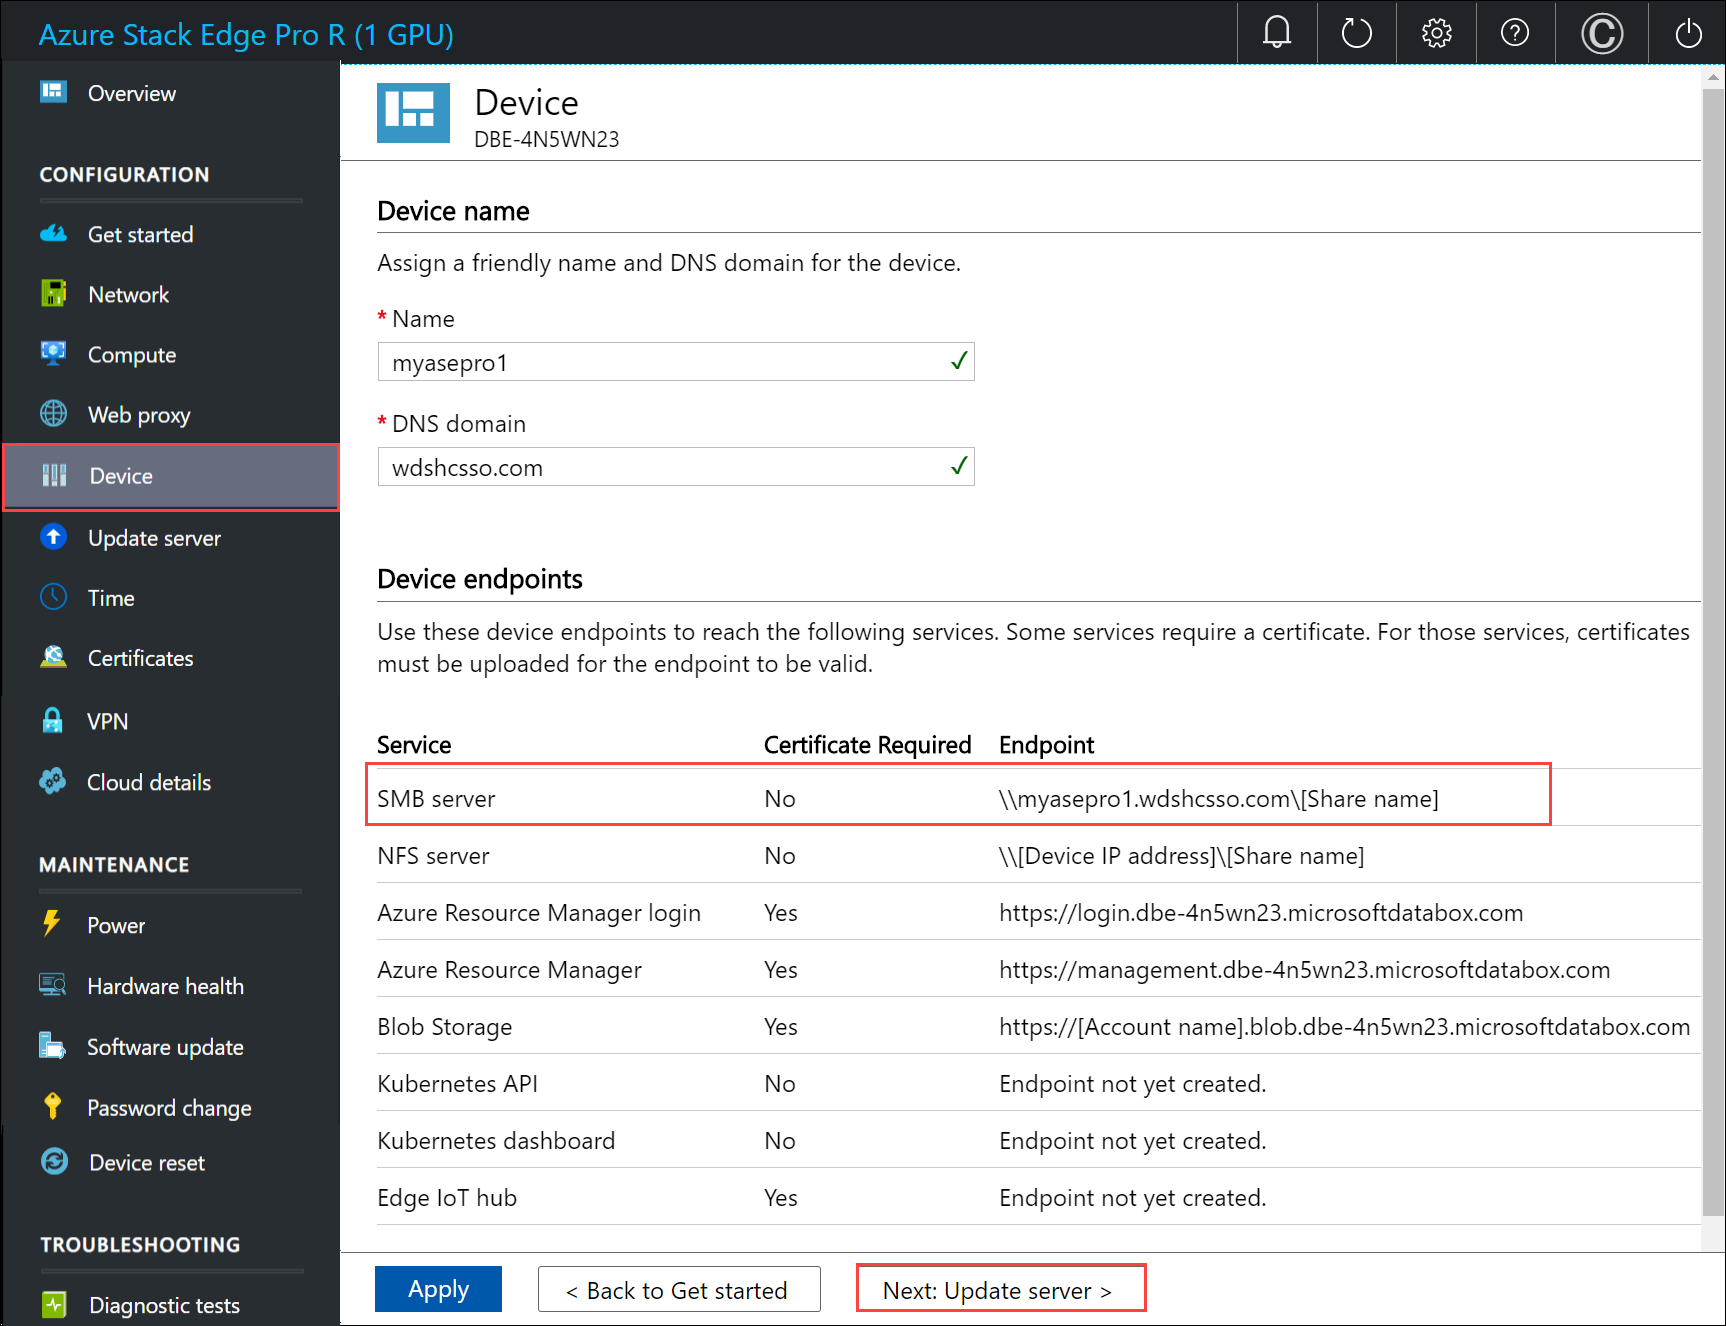 Azure Stack Edge Pro R (1 GPU)
Overview
CONFIGURATION
Get started
Network
Compute
Web proxy
Device
Update server
Time
Certificates
VPN
Cloud details
MAINTENANCE
Power
Hardware health
Software update
Password change
Device reset
TROUBLESHOOTING
Diagnostic tests
Device
DBE-4N5WN23
Device name
Assign a friendly name and DNS domain for the device.
* Name
myasepro1
* DNS domain
wdshcsso.com
Device endpoints
Use these device endpoints to reach the following services. Some services require a certificate. For those services, certificates
must be uploaded for the endpoint to be valid.
Service Certificate Required Endpoint
SMB server No \\myasepro1.wdshcsso.com\[Share name]
NFS server No \\[Device IP address]\[Share name]
Azure Resource Manager login Yes https://login.dbe-4n5wn23.microsoftdatabox.com
Azure Resource Manager Yes https://management.dbe-4n5wn23.microsoftdatabox.com
Blob Storage Yes https://[Account name].blob.dbe-4n5wn23.microsoftdatabox.com
Kubernetes API No Endpoint not yet created.
Kubernetes dashboard No Endpoint not yet created.
Edge IoT hub Yes Endpoint not yet created.
Apply
< Back to Get started
Next: Update server >